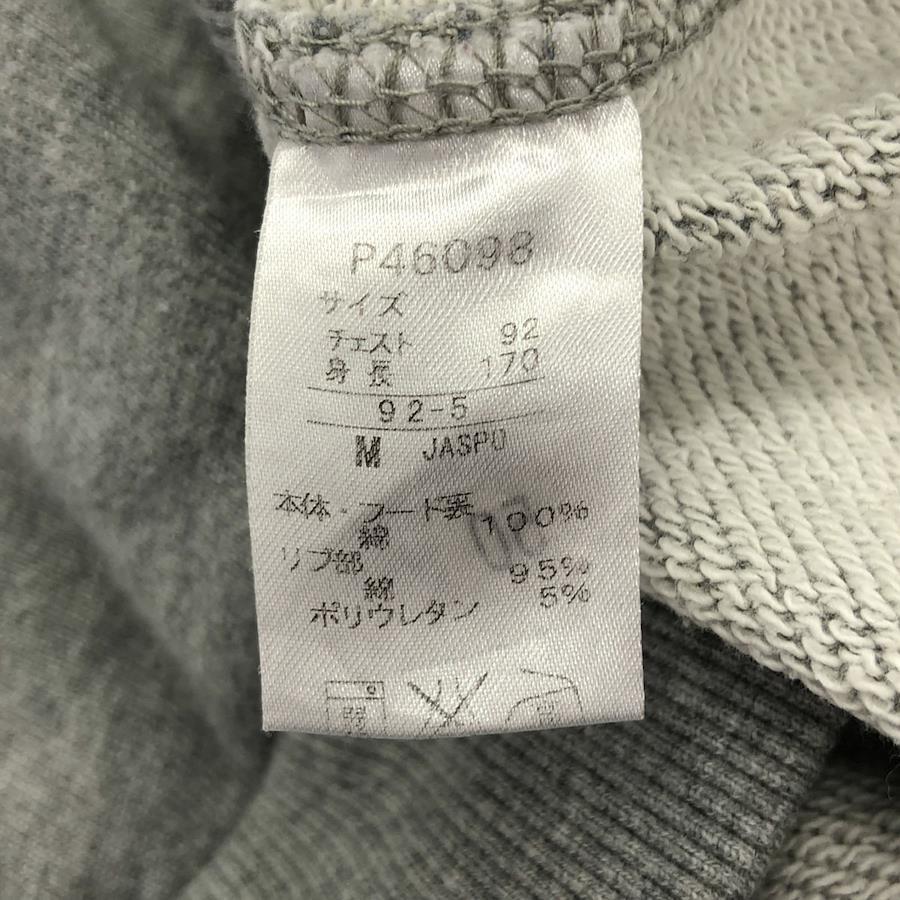 P46098
サイズ
チェスト 92
身長 170
92-5
M JASPO
本体・フード裏
綿 100%
リブ部
綿 95%
ポリウレタン 5%